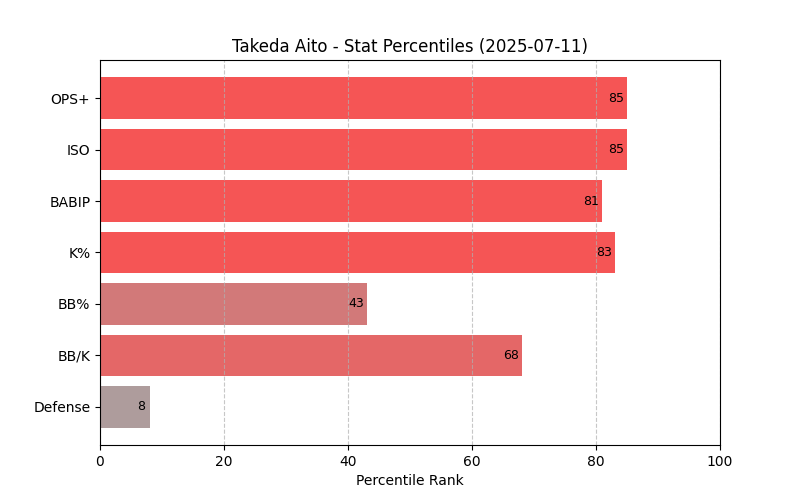 Takeda Aito - Stat Percentiles (2025-07-11)
OPS+ 85
ISO 85
BABIP 81
K% 83
BB% 43
BB/K 68
Defense 8
0 20 40 60 80 100
Percentile Rank